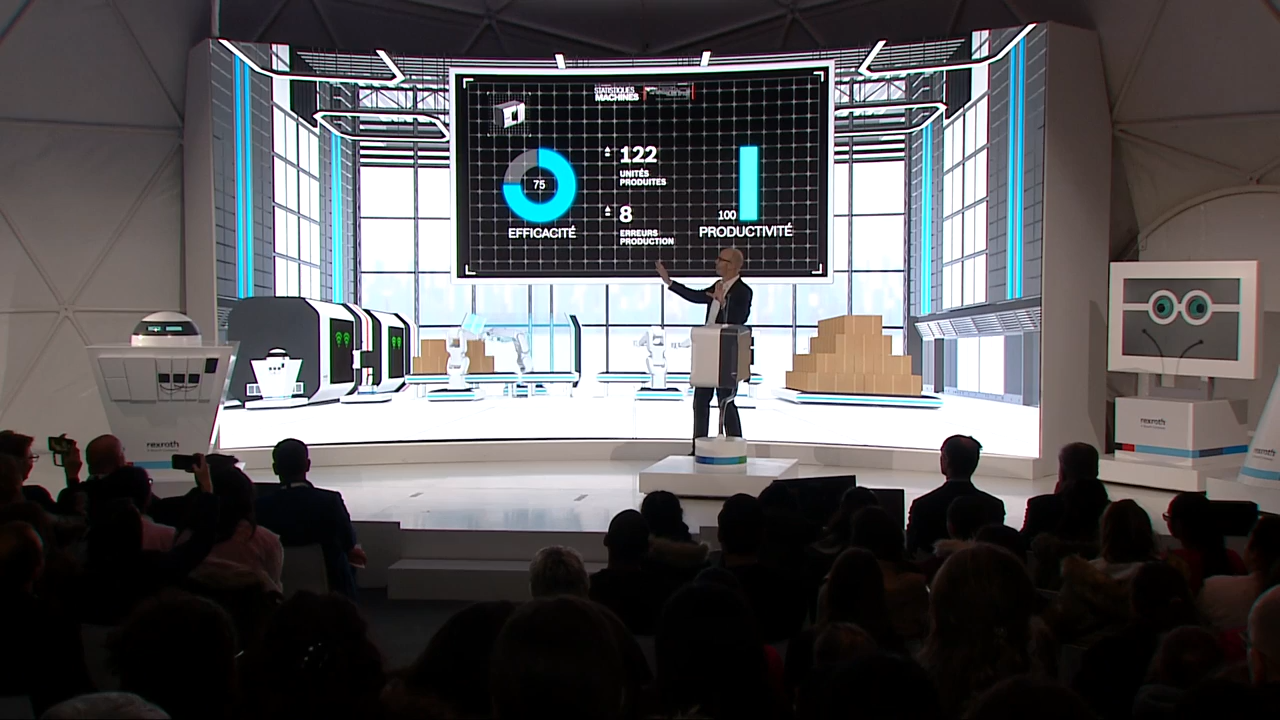 STATISTIQUES
MACHINES
75
EFFICACITÉ
122
UNITÉS
PRODUITES
8
ERREURS
PRODUCTION
100
PRODUCTIVITÉ
rexroth
rexroth